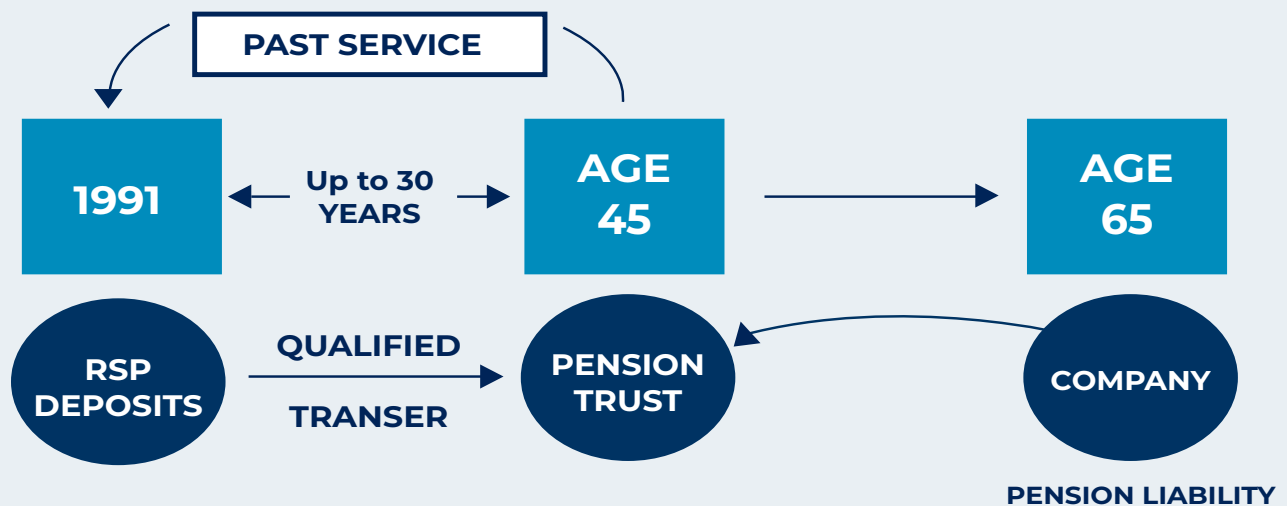 PAST SERVICE
1991
Up to 30
YEARS
AGE
45
AGE
65
RSP
DEPOSITS
QUALIFIED
TRANSER
PENSION
TRUST
COMPANY
PENSION LIABILITY